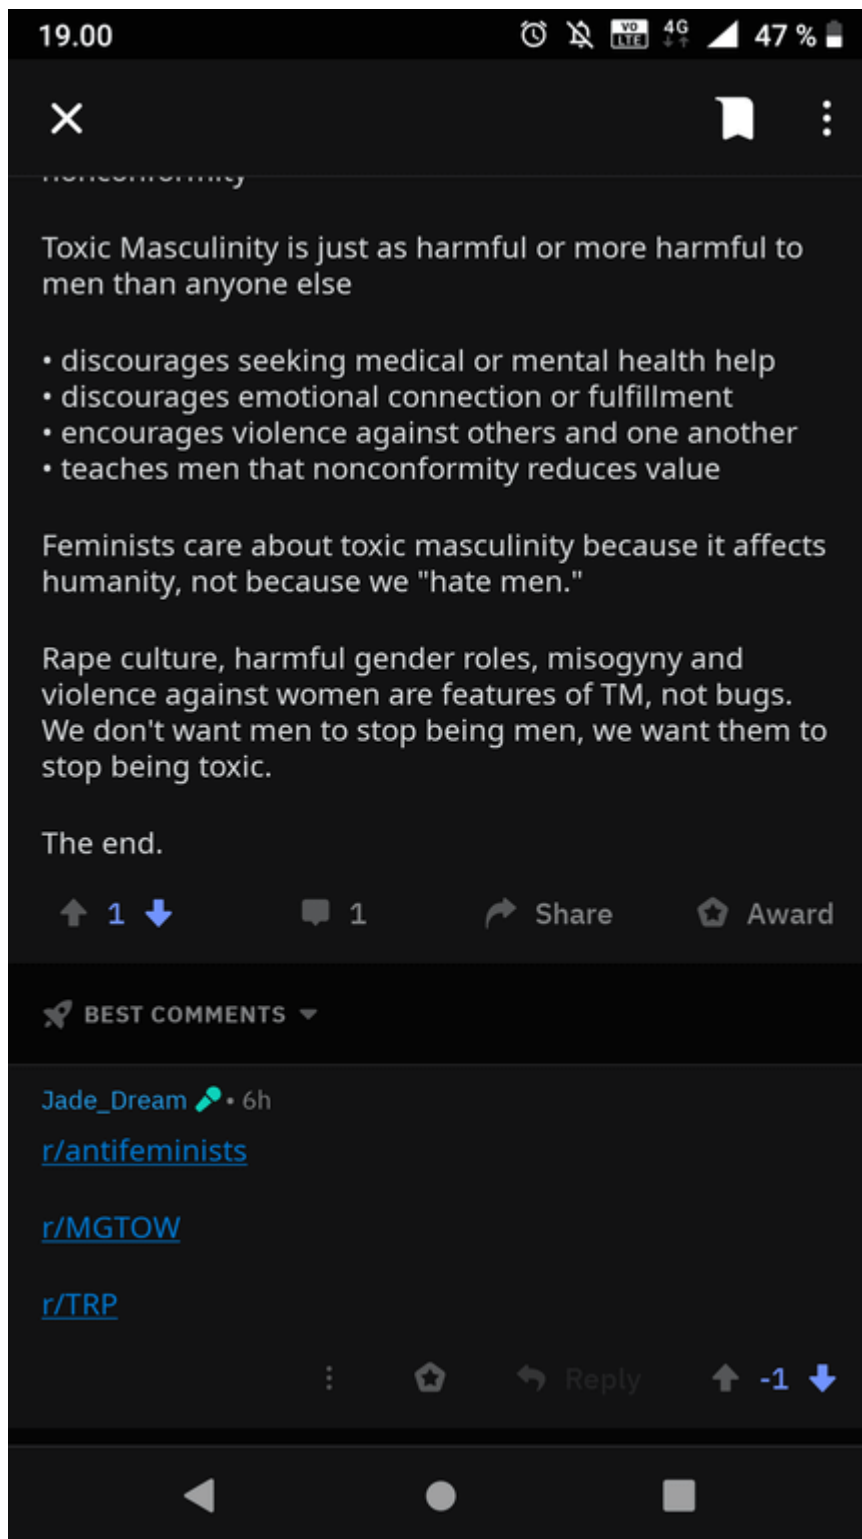 19.00
VO LTE 4G 47 %
nonconformity
Toxic Masculinity is just as harmful or more harmful to
men than anyone else
• discourages seeking medical or mental health help
• discourages emotional connection or fulfillment
• encourages violence against others and one another
• teaches men that nonconformity reduces value
Feminists care about toxic masculinity because it affects
humanity, not because we "hate men."
Rape culture, harmful gender roles, misogyny and
violence against women are features of TM, not bugs.
We don't want men to stop being men, we want them to
stop being toxic.
The end.
1 1 Share Award
BEST COMMENTS
Jade_Dream • 6h
r/antifeminists
r/MGTOW
r/TRP
Reply -1